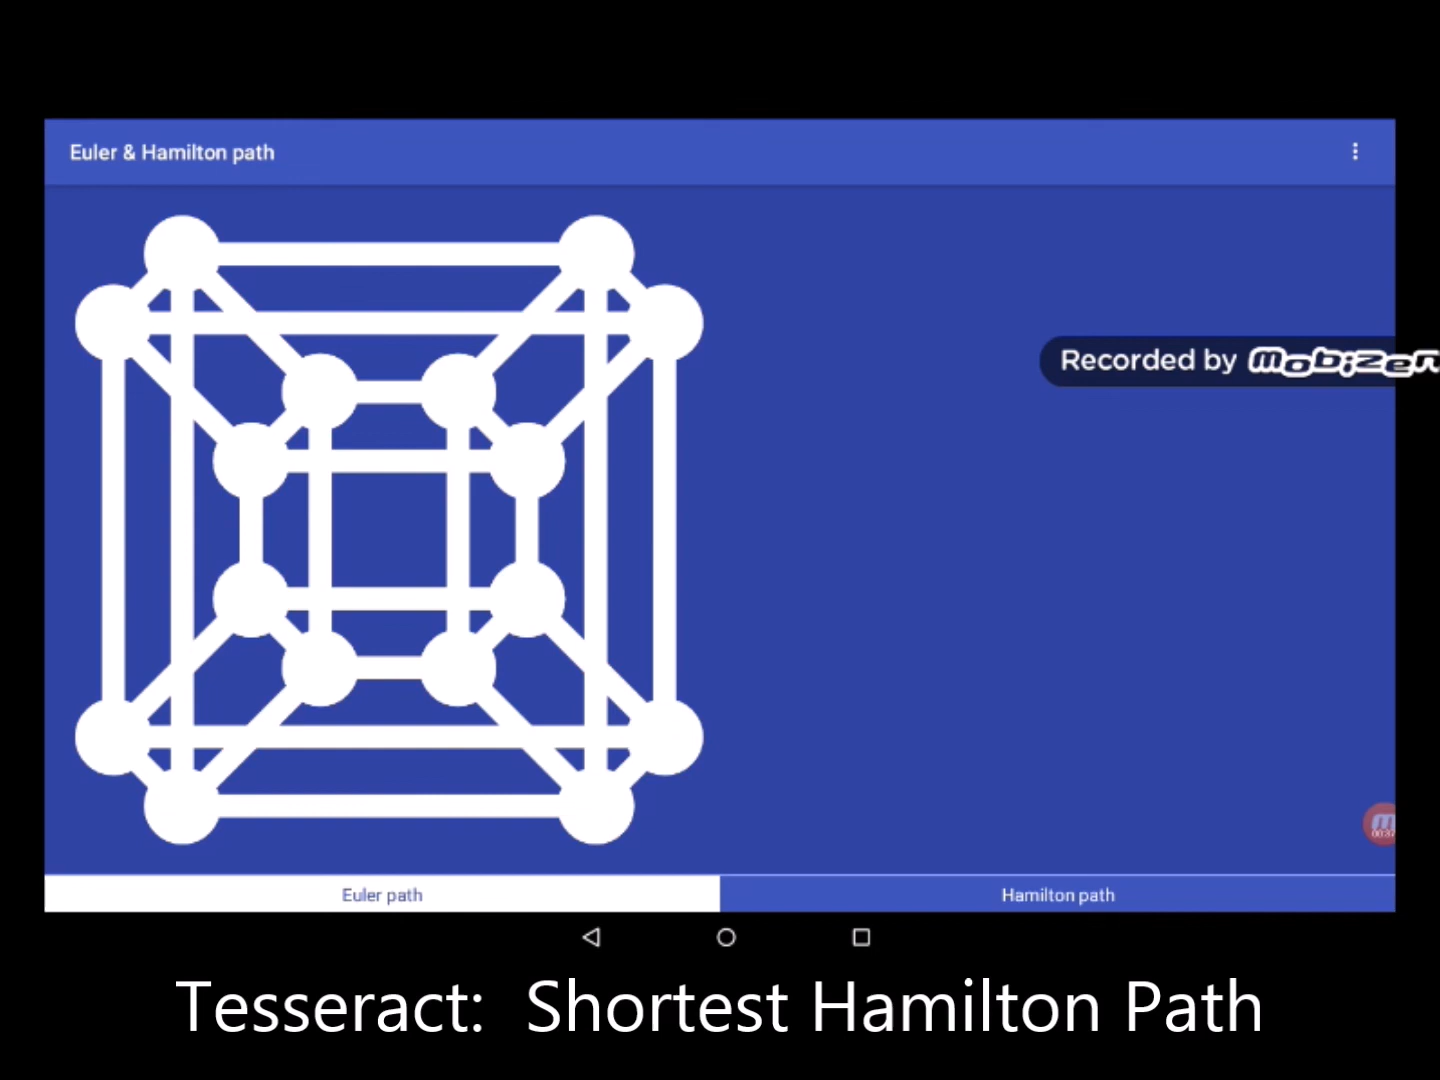 Euler & Hamilton path
Recorded by mobizen
Euler path
Hamilton path
Tesseract: Shortest Hamilton Path